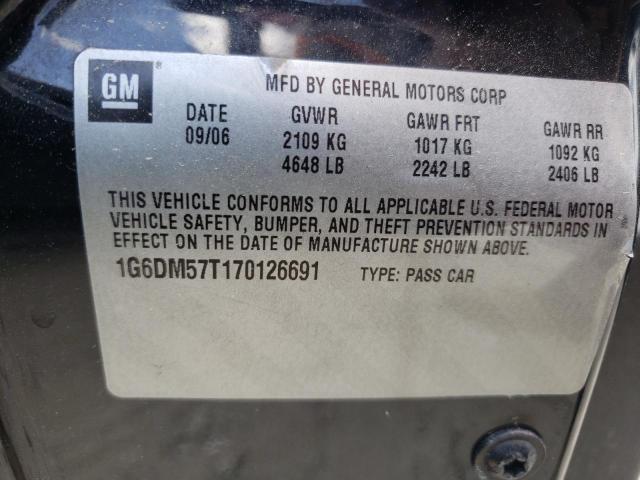 GM ®
MFD BY GENERAL MOTORS CORP
DATE GVWR GAWR FRT GAWR RR
09/06 2109 KG 1017 KG 1092 KG
4648 LB 2242 LB 2406 LB
THIS VEHICLE CONFORMS TO ALL APPLICABLE U.S. FEDERAL MOTOR
VEHICLE SAFETY, BUMPER, AND THEFT PREVENTION STANDARDS IN
EFFECT ON THE DATE OF MANUFACTURE SHOWN ABOVE.
1G6DM57T170126691 TYPE: PASS CAR